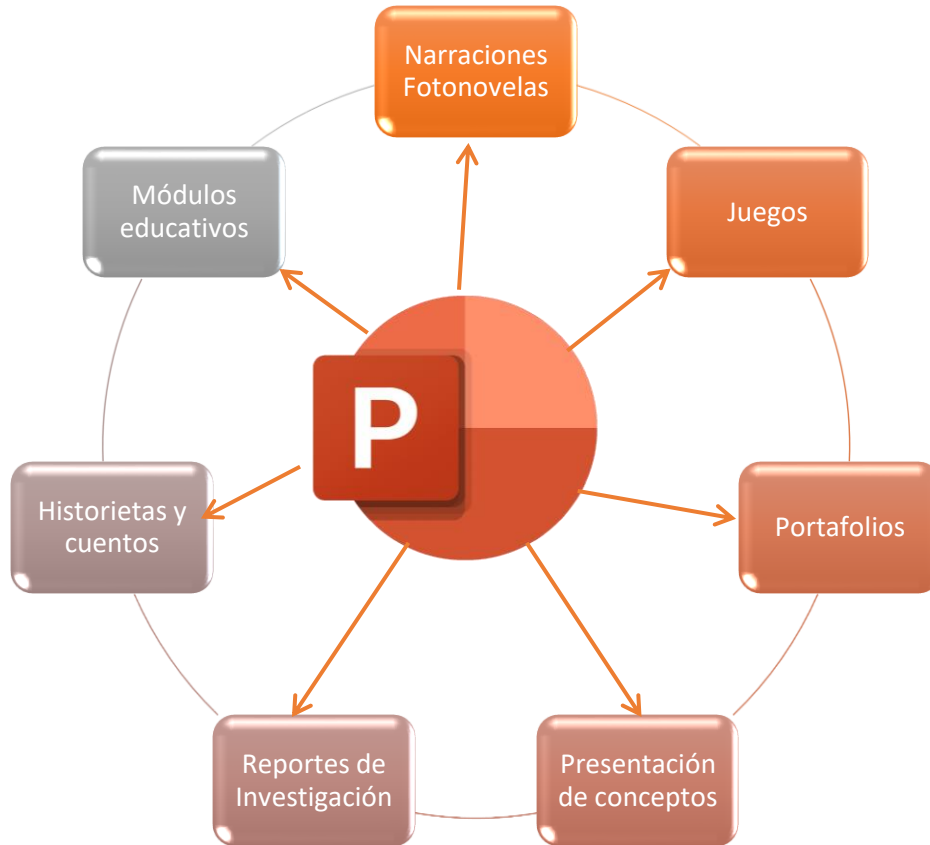 Narraciones
Fotonovelas
Juegos
Portafolios
Presentación
de conceptos
Reportes de
Investigación
Historietas y
cuentos
Módulos
educativos
P